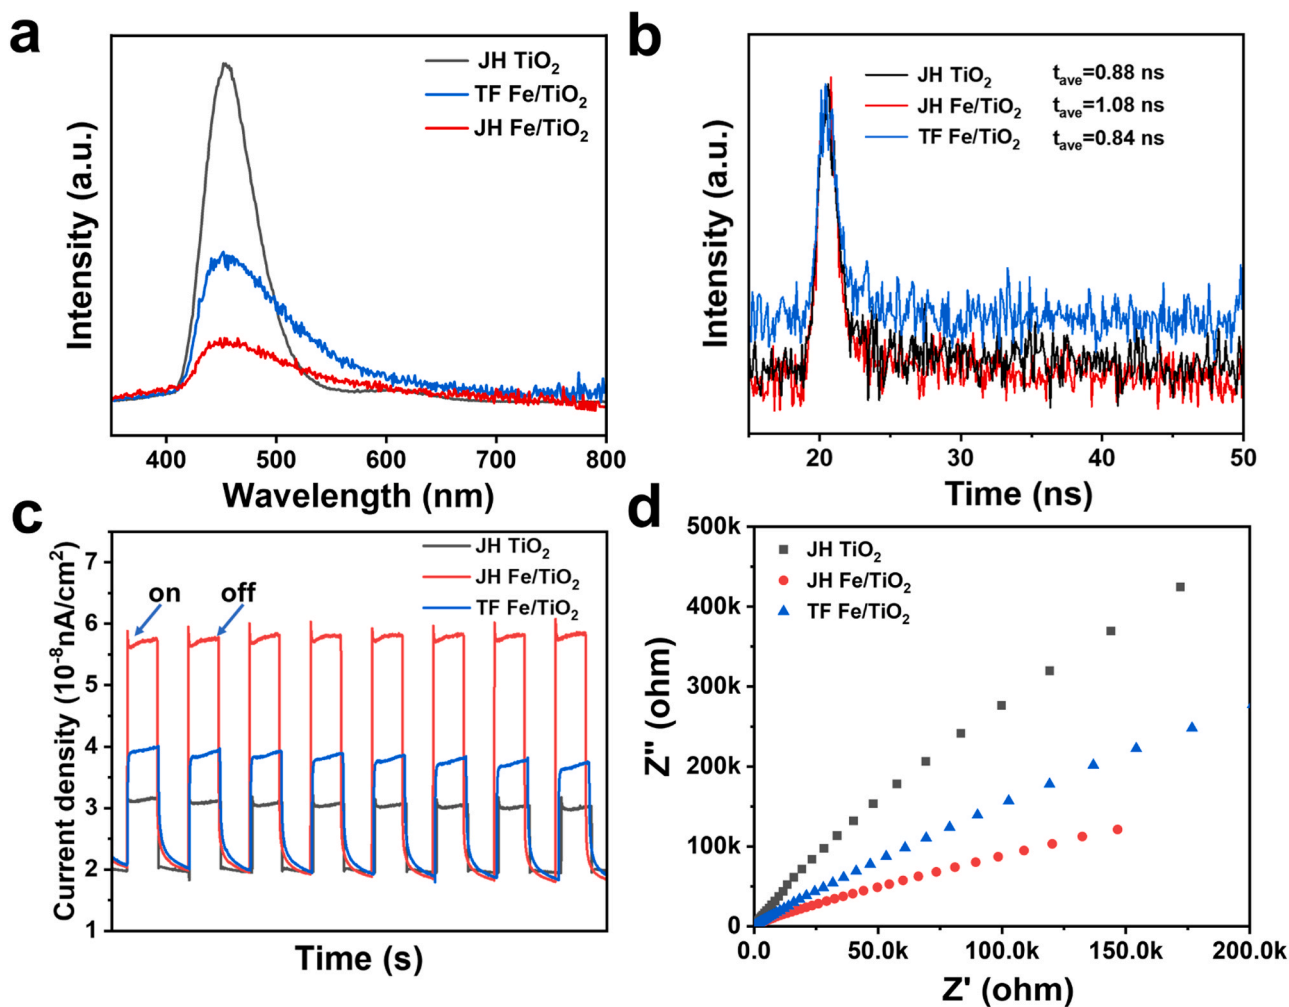 a
JH TiO₂
TF Fe/TiO₂
JH Fe/TiO₂
Intensity (a.u.)
400 500 600 700 800
Wavelength (nm)
b
JH TiO₂ tave=0.88 ns
JH Fe/TiO₂ tave=1.08 ns
TF Fe/TiO₂ tave=0.84 ns
Intensity (a.u.)
20 30 40 50
Time (ns)
c
JH TiO₂
JH Fe/TiO₂
TF Fe/TiO₂
on off
Current density (10⁻⁸nA/cm²)
7
6
5
4
3
2
1
Time (s)
d
JH TiO₂
JH Fe/TiO₂
TF Fe/TiO₂
Z" (ohm)
500k
400k
300k
200k
100k
0
0.0 50.0k 100.0k 150.0k 200.0k
Z' (ohm)